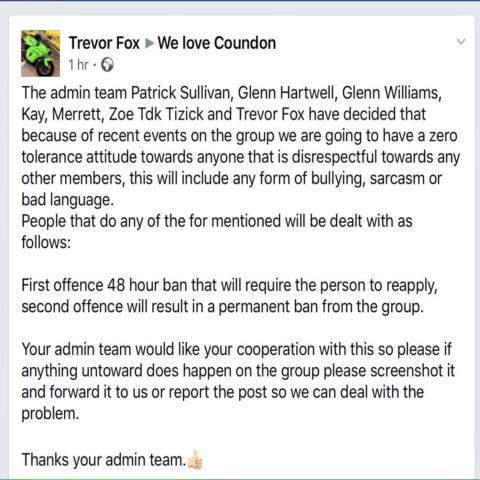 Trevor Fox ▸ We love Coundon
1 hr ·
The admin team Patrick Sullivan, Glenn Hartwell, Glenn Williams,
Kay, Merrett, Zoe Tdk Tizick and Trevor Fox have decided that
because of recent events on the group we are going to have a zero
tolerance attitude towards anyone that is disrespectful towards any
other members, this will include any form of bullying, sarcasm or
bad language.
People that do any of the for mentioned will be dealt with as
follows:
First offence 48 hour ban that will require the person to reapply,
second offence will result in a permanent ban from the group.
Your admin team would like your cooperation with this so please if
anything untoward does happen on the group please screenshot it
and forward it to us or report the post so we can deal with the
problem.
Thanks your admin team.👍🏻